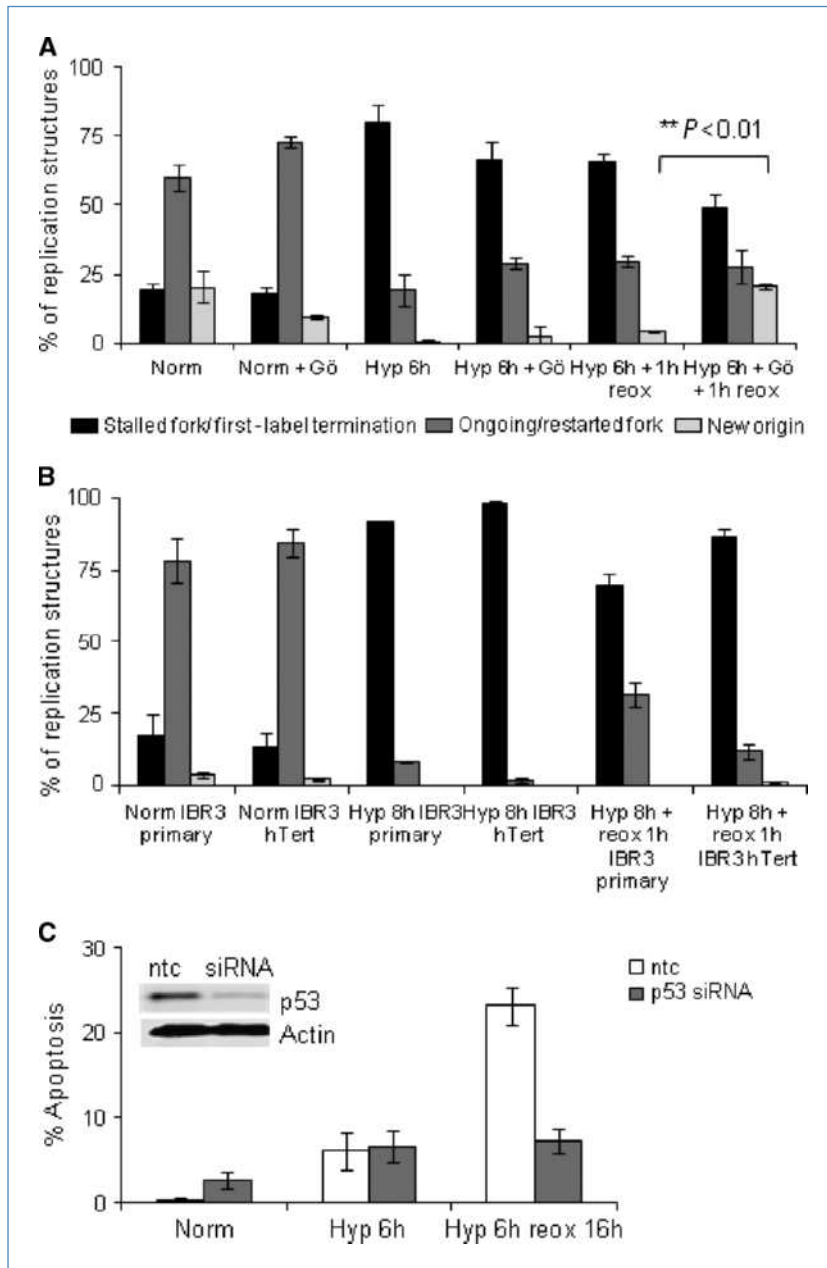 A
100
75
50
25
0
% of replication structures
** P<0.01
Norm
Norm + Gö
Hyp 6h
Hyp 6h + Gö
Hyp 6h + 1h reox
Hyp 6h + Gö + 1h reox
Stalled fork/first-label termination
Ongoing/restarted fork
New origin
B
100
75
50
25
0
% of replication structures
Norm IBR3 primary
Norm IBR3 hTert
Hyp 8h IBR3 primary
Hyp 8h IBR3 hTert
Hyp 8h + reox 1h IBR3 primary
Hyp 8h + reox 1h IBR3 hTert
C
30
20
10
0
% Apoptosis
ntc siRNA
p53
Actin
ntc
p53 siRNA
Norm
Hyp 6h
Hyp 6h reox 16h